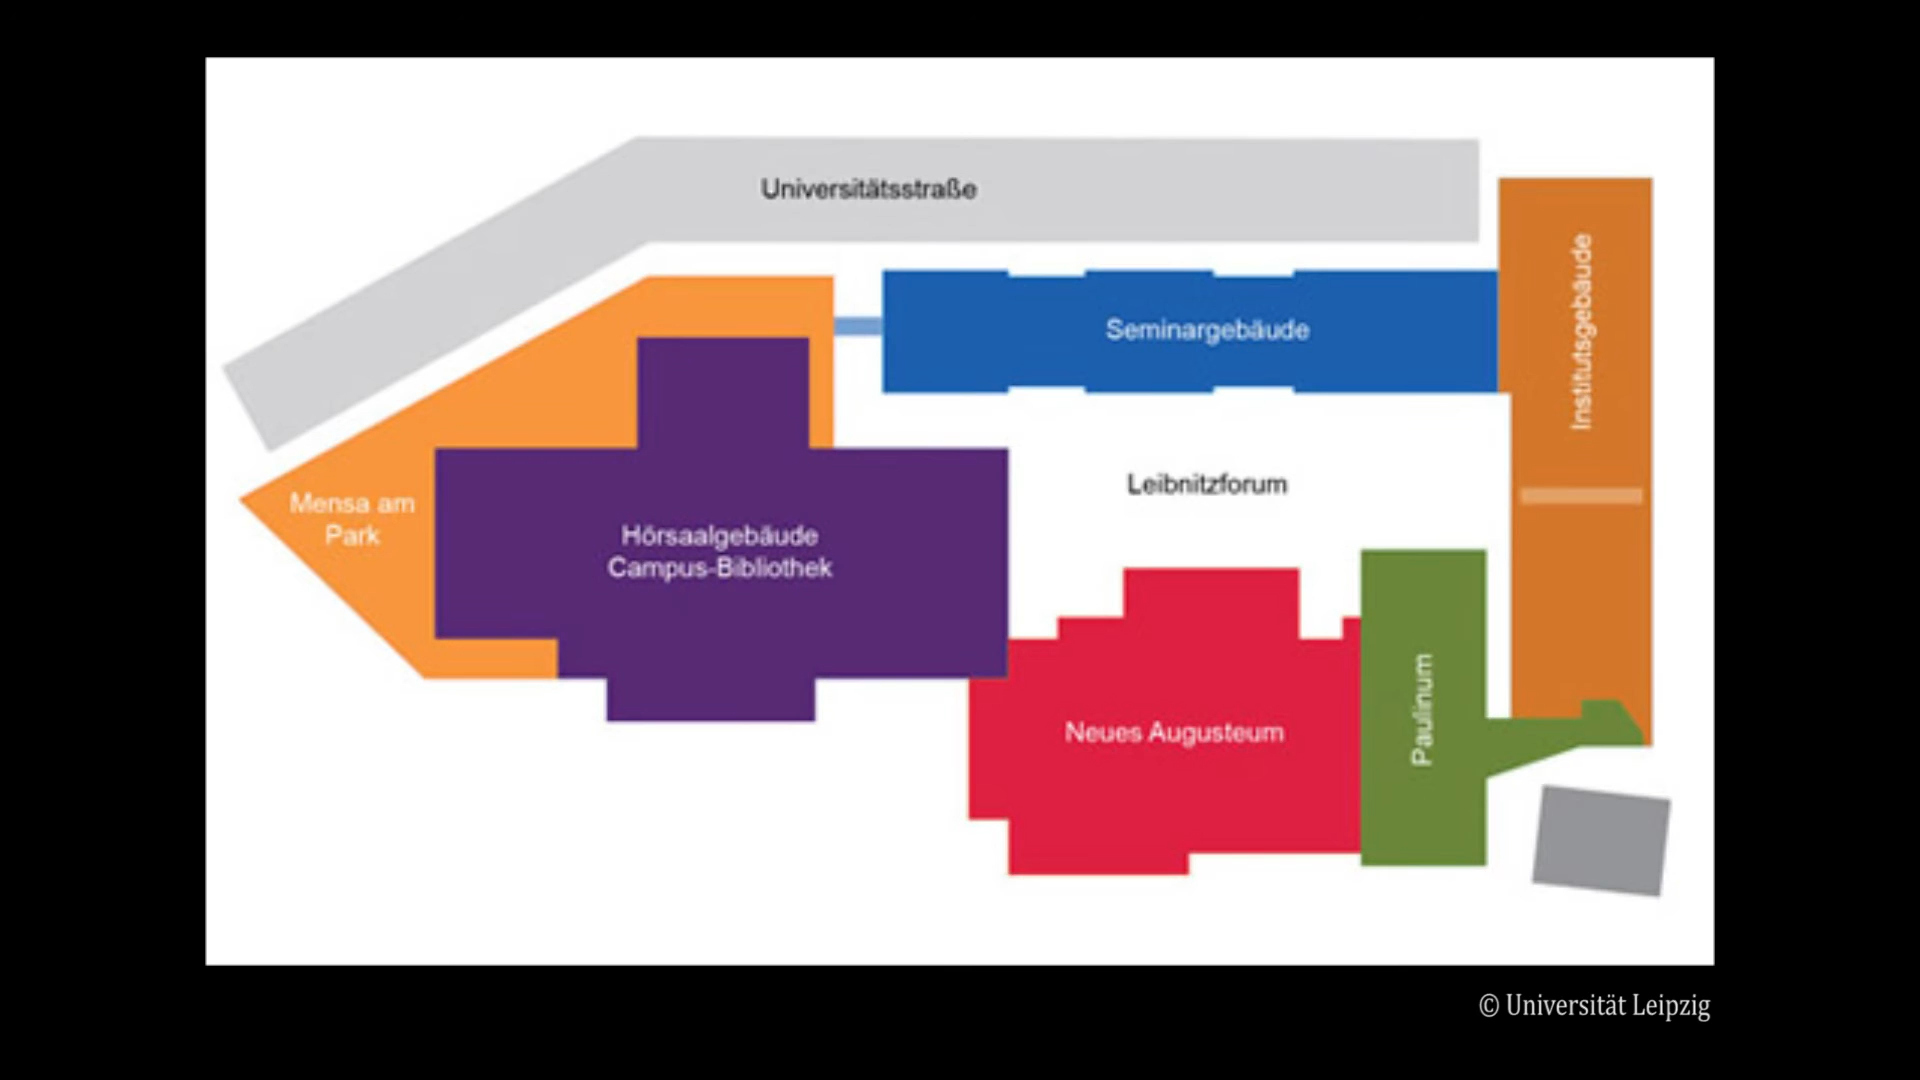 Universitätsstraße
Institutsgebäude
Seminargebäude
Leibnitzforum
Mensa am
Park
Hörsaalgebäude
Campus-Bibliothek
Neues Augusteum
Paulinum
© Universität Leipzig